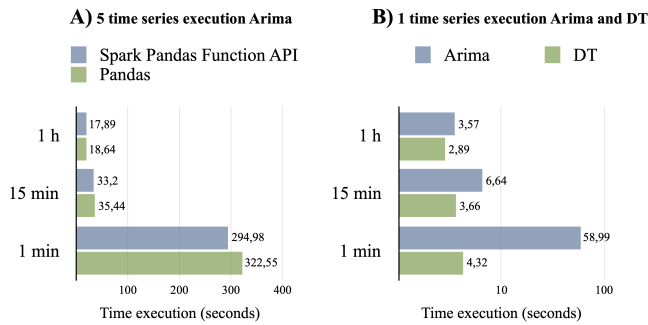 A) 5 time series execution Arima
Spark Pandas Function API
Pandas
1 h
17,89
18,64
15 min
33,2
35,44
1 min
294,98
322,55
100 200 300 400
Time execution (seconds)
B) 1 time series execution Arima and DT
Arima DT
1 h
3,57
2,89
15 min
6,64
3,66
1 min
58,99
4,32
10 100
Time execution (seconds)